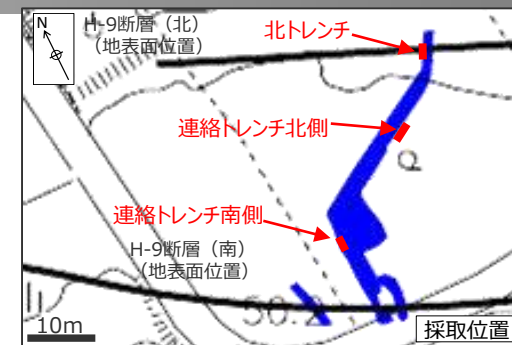 N
H-9断層（北）
（地表面位置）
北トレンチ
連絡トレンチ北側
連絡トレンチ南側
H-9断層（南）
（地表面位置）
50.2
10m
採取位置